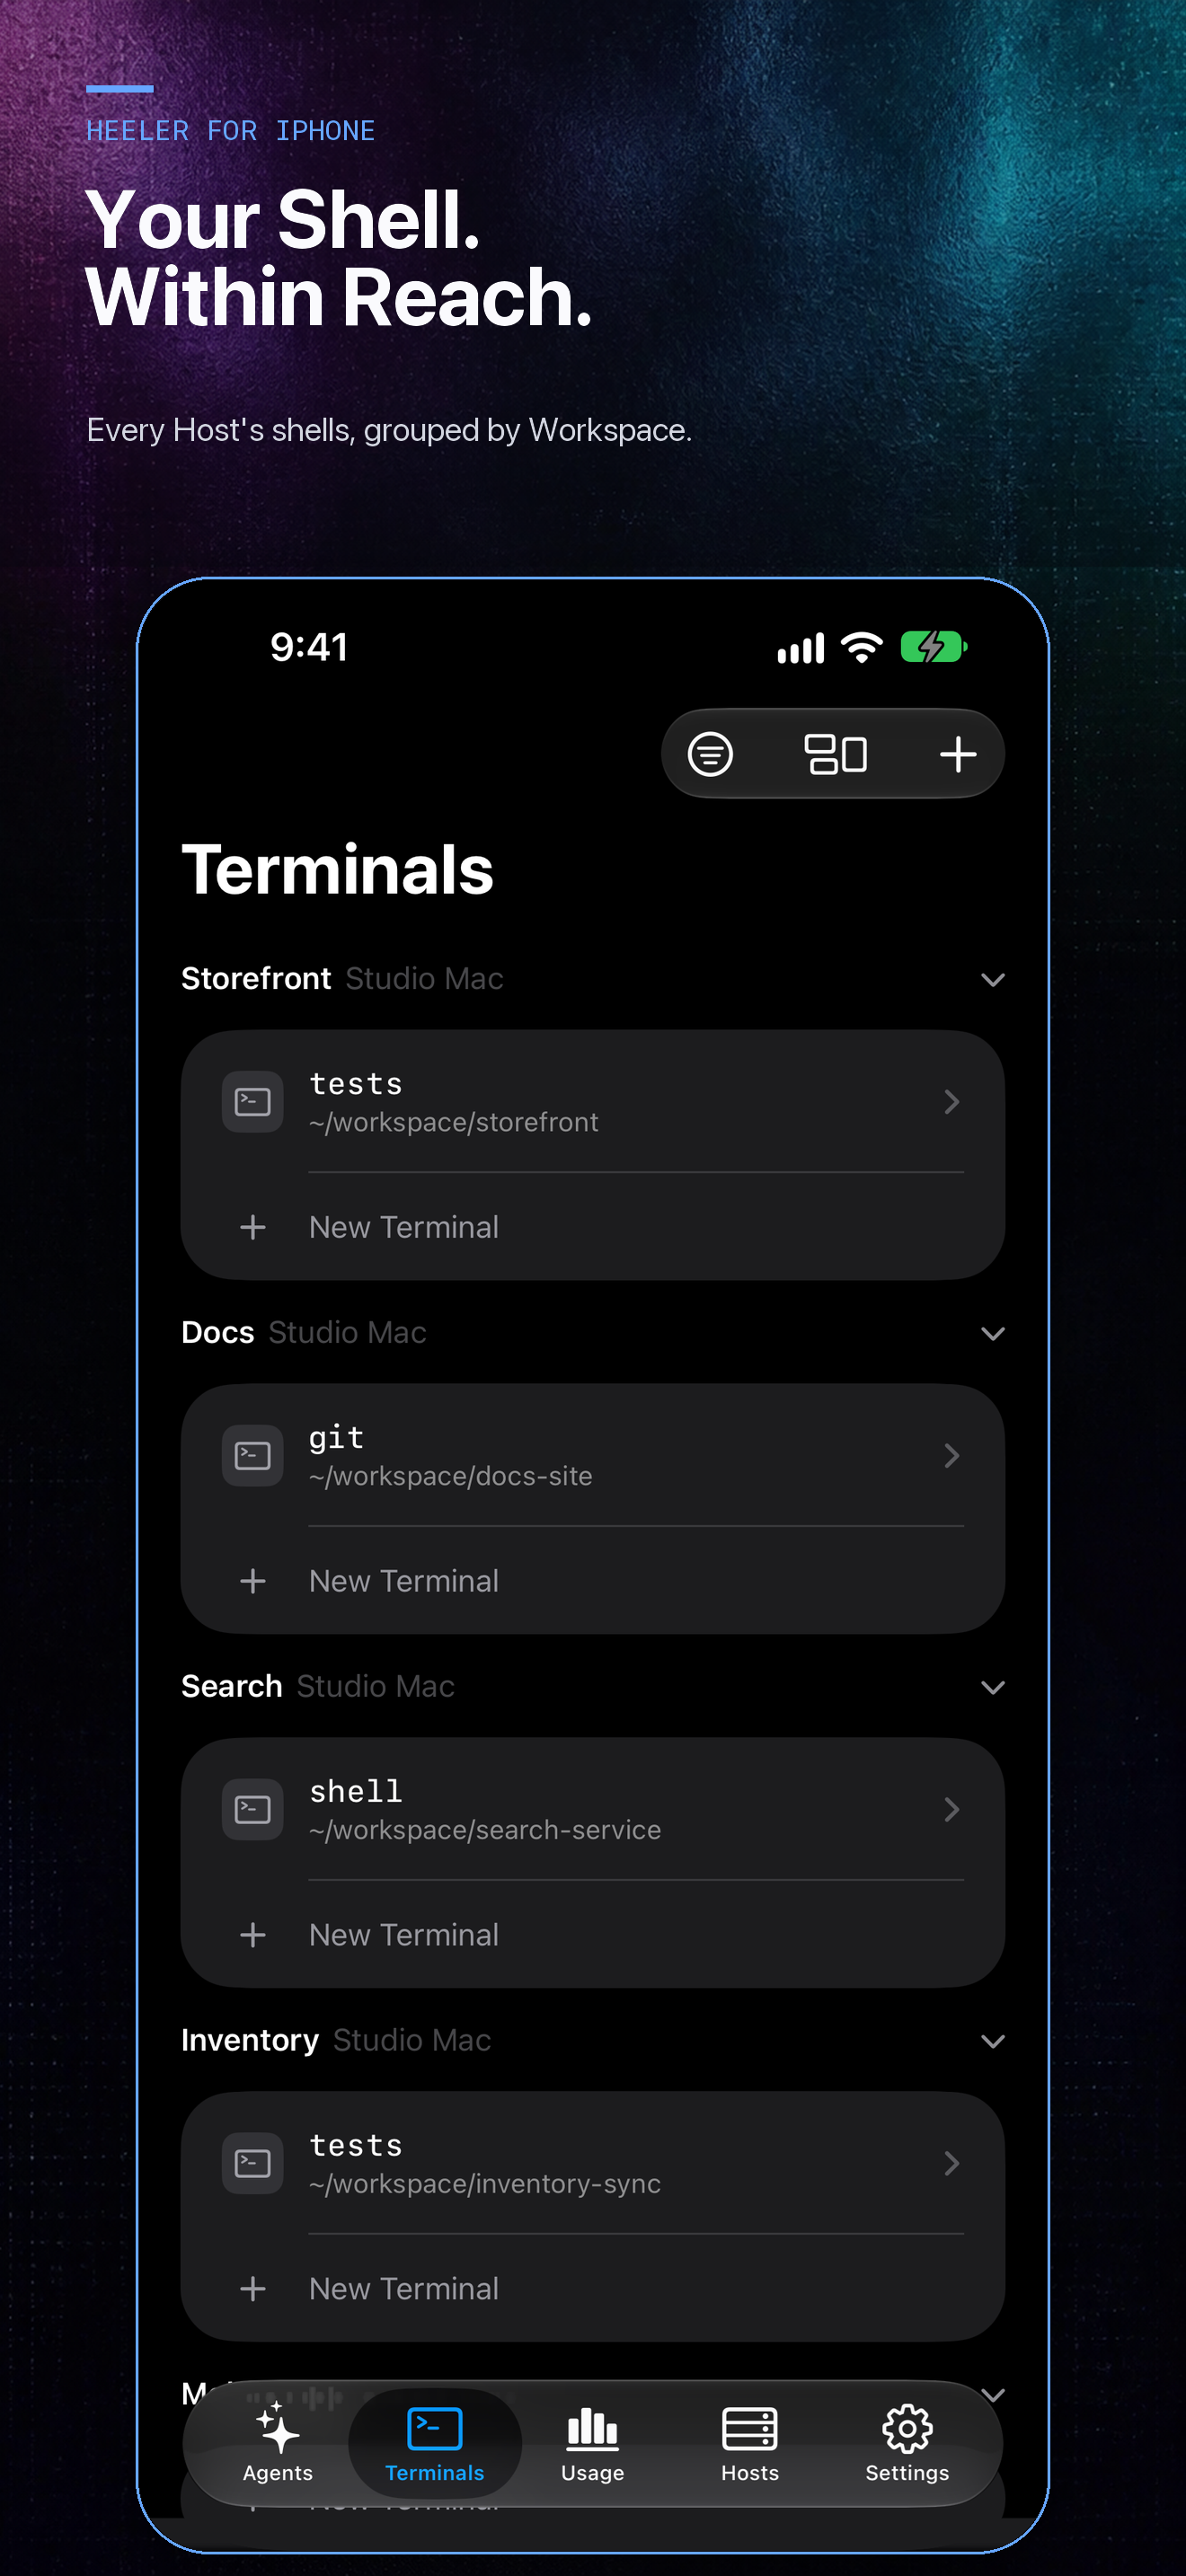 HEELER FOR IPHONE
Your Shell.
Within Reach.
Every Host's shells, grouped by Workspace.
9:41
Terminals
Storefront Studio Mac
tests
~/workspace/storefront
New Terminal
Docs Studio Mac
git
~/workspace/docs-site
New Terminal
Search Studio Mac
shell
~/workspace/search-service
New Terminal
Inventory Studio Mac
tests
~/workspace/inventory-sync
New Terminal
Agents
Terminals
Usage
Hosts
Settings